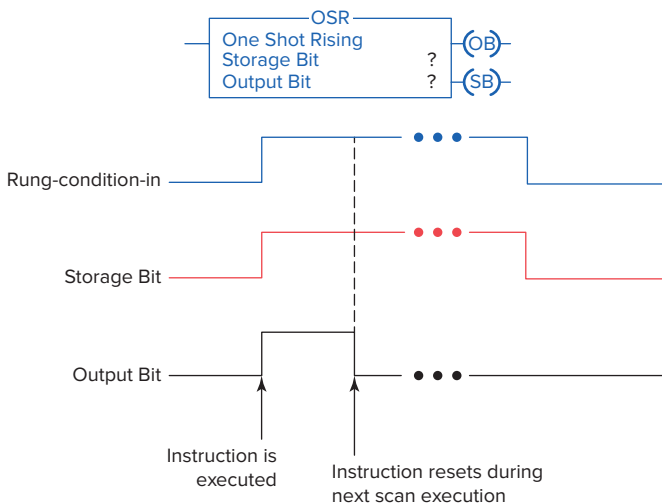 OSR
One Shot Rising
Storage Bit ?
Output Bit ?
OB
SB
Rung-condition-in
Storage Bit
Output Bit
Instruction is
executed
Instruction resets during
next scan execution